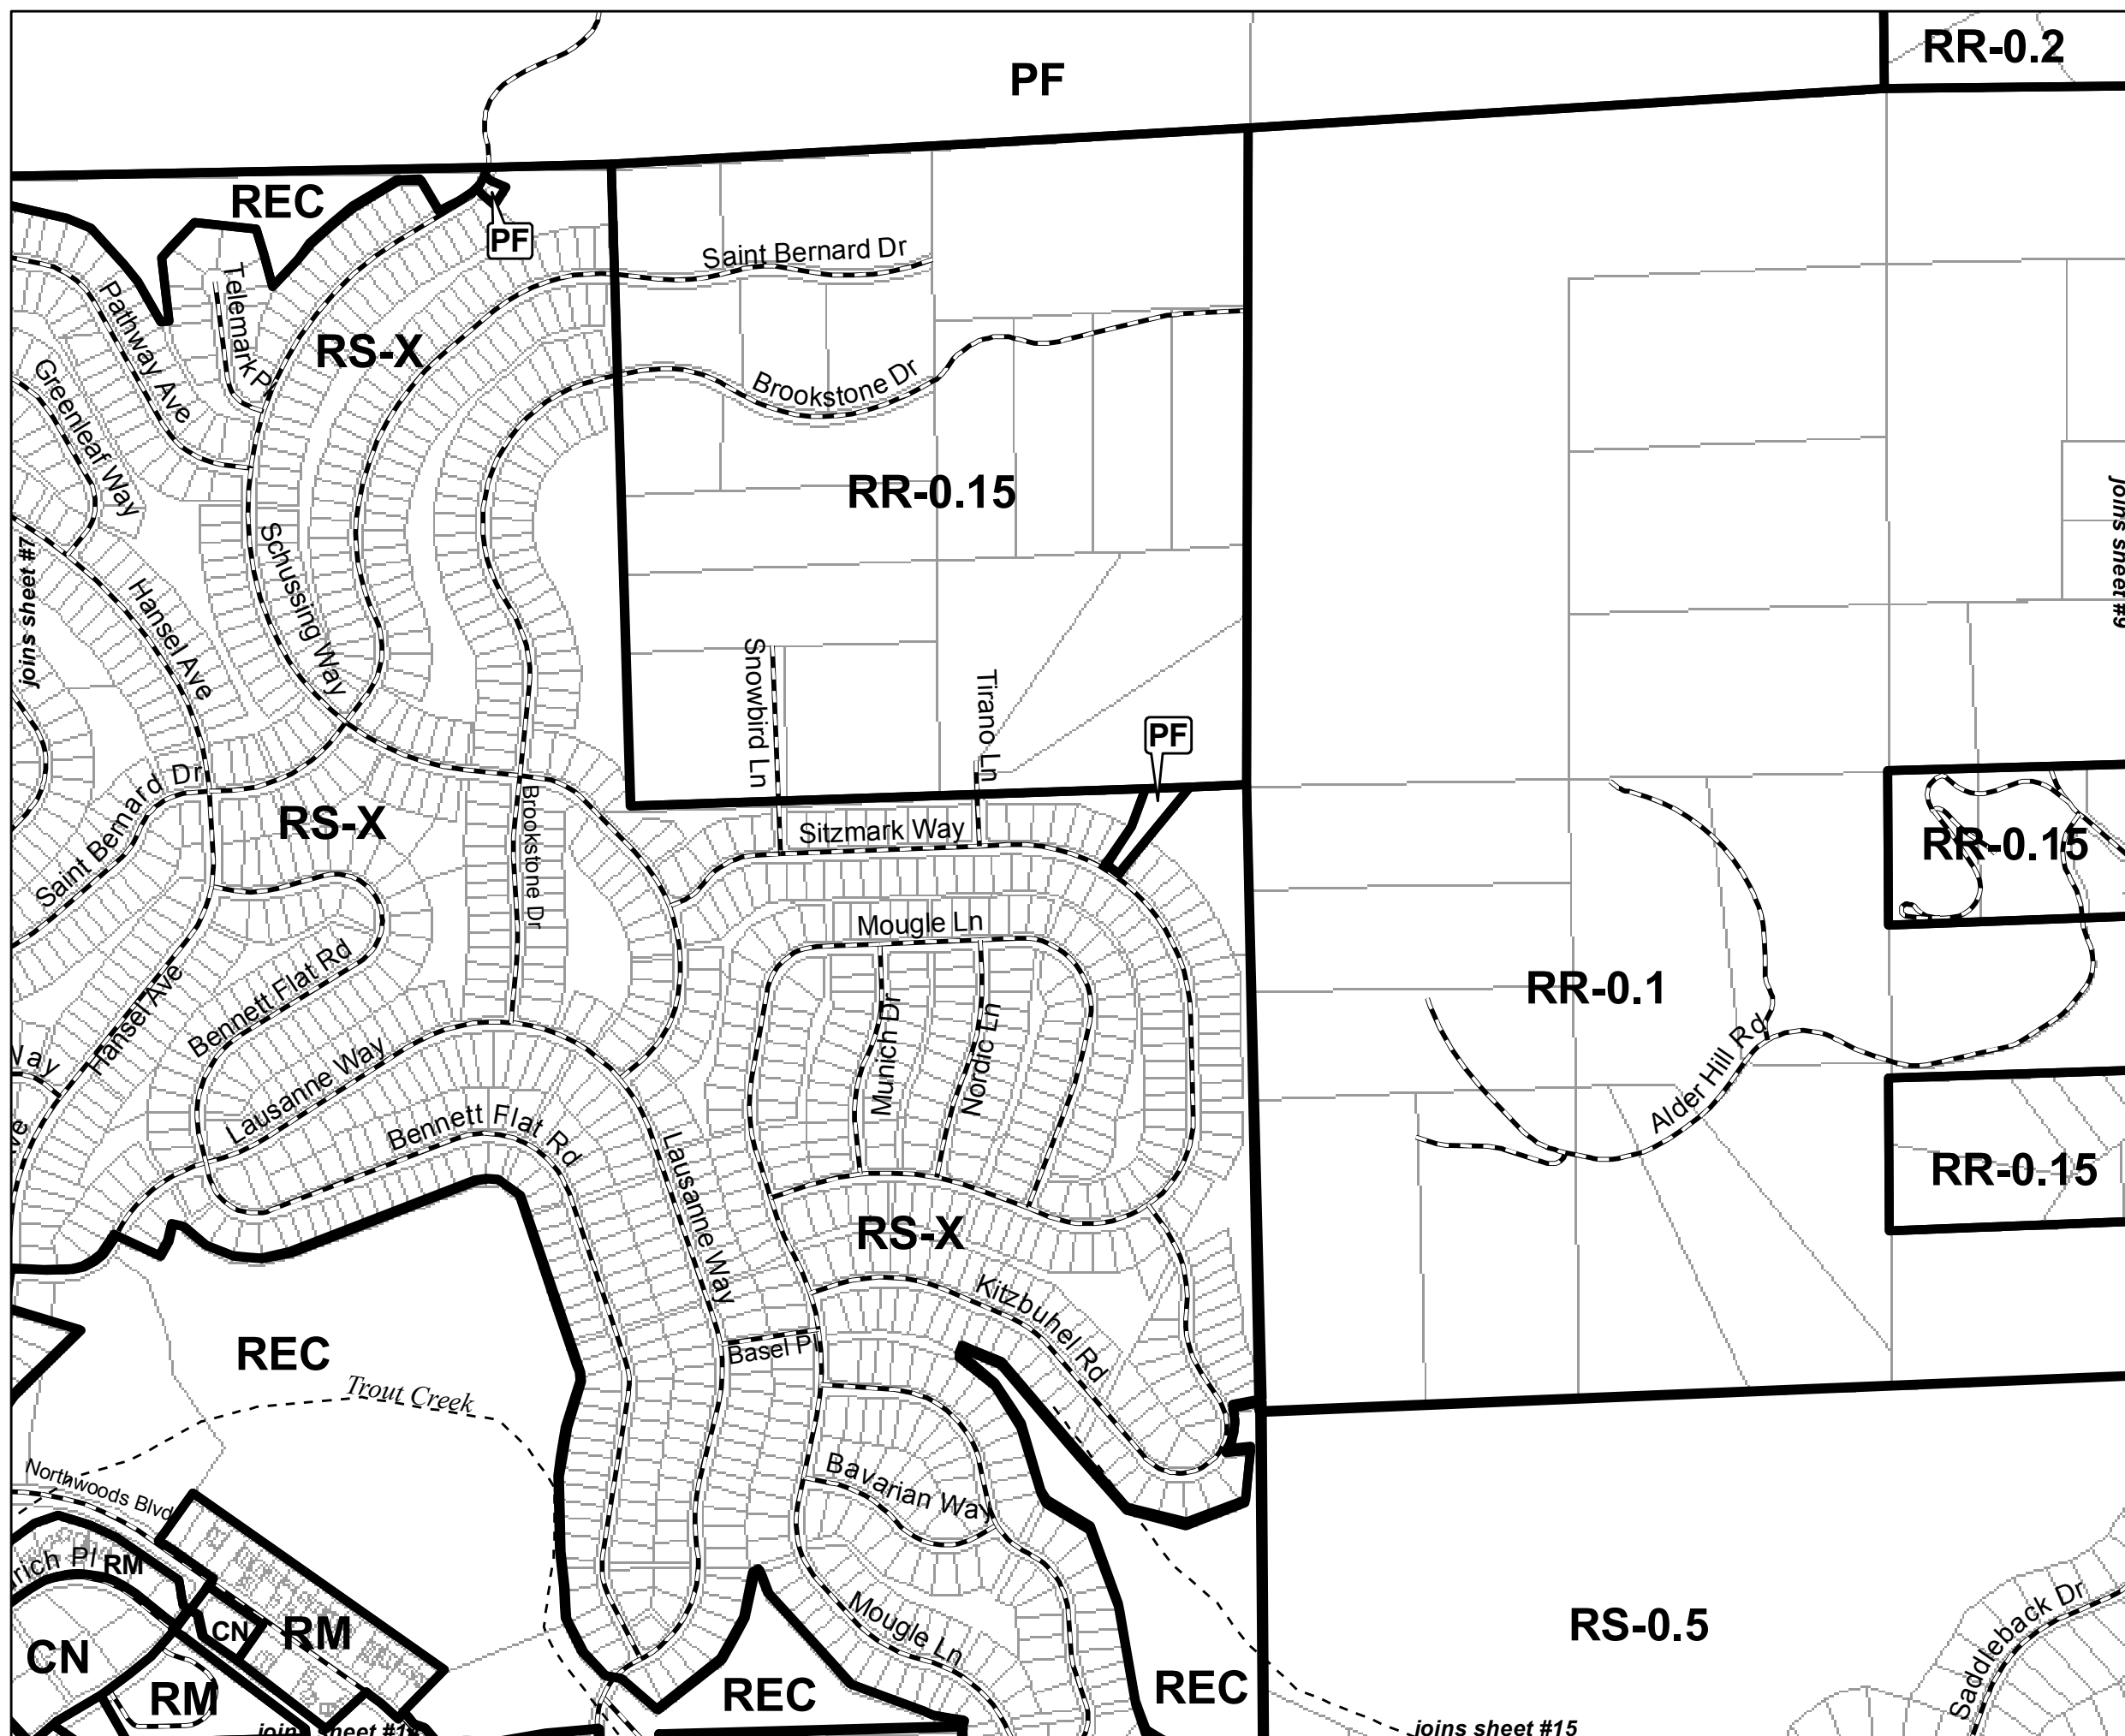 RR-0.2
PF
REC
PF
Saint Bernard Dr
Telemark Pl
Pathway Ave
RS-X
Greenleaf Way
Brookstone Dr
RR-0.15
joins sheet #7
joins sheet #9
Schussing Way
Hansel Ave
Snowbird Ln
Tirano Ln
PF
Saint Bernard Dr
RS-X
Brookstone Dr
Sitzmark Way
RR-0.15
Mougle Ln
Hansel Ave
Bennett Flat Rd
RR-0.1
Munich Dr
Nordic Ln
Way
Lausanne Way
Alder Hill Rd
Bennett Flat Rd
Lausanne Way
RR-0.15
RS-X
Kitzbuhel Rd
REC
Basel Pl
Trout Creek
Northwoods Blvd
Bavarian Way
rich Pl
RM
CN
RM
CN
RM
Mougle Ln
RS-0.5
Saddleback Dr
REC
REC
joins sheet #15